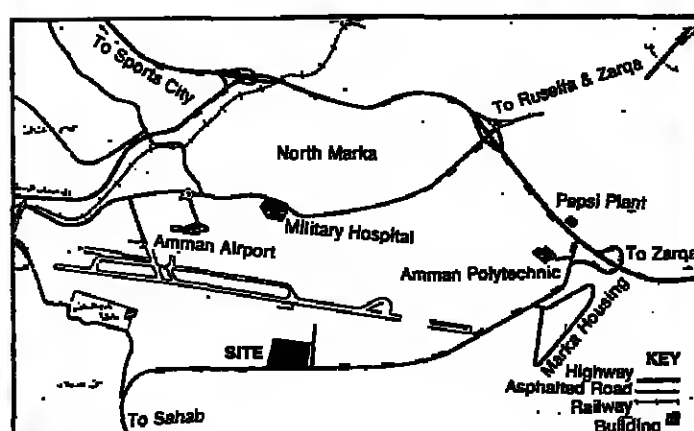 To Sports City
To Ruseifa & Zarqa
North Marka
Pepsi Plant
Military Hospital
Amman Airport
To Zarqa
Amman Polytechnic
Marka Housing
SITE
KEY
Highway
Asphalted Road
Railway
Building
To Sahab